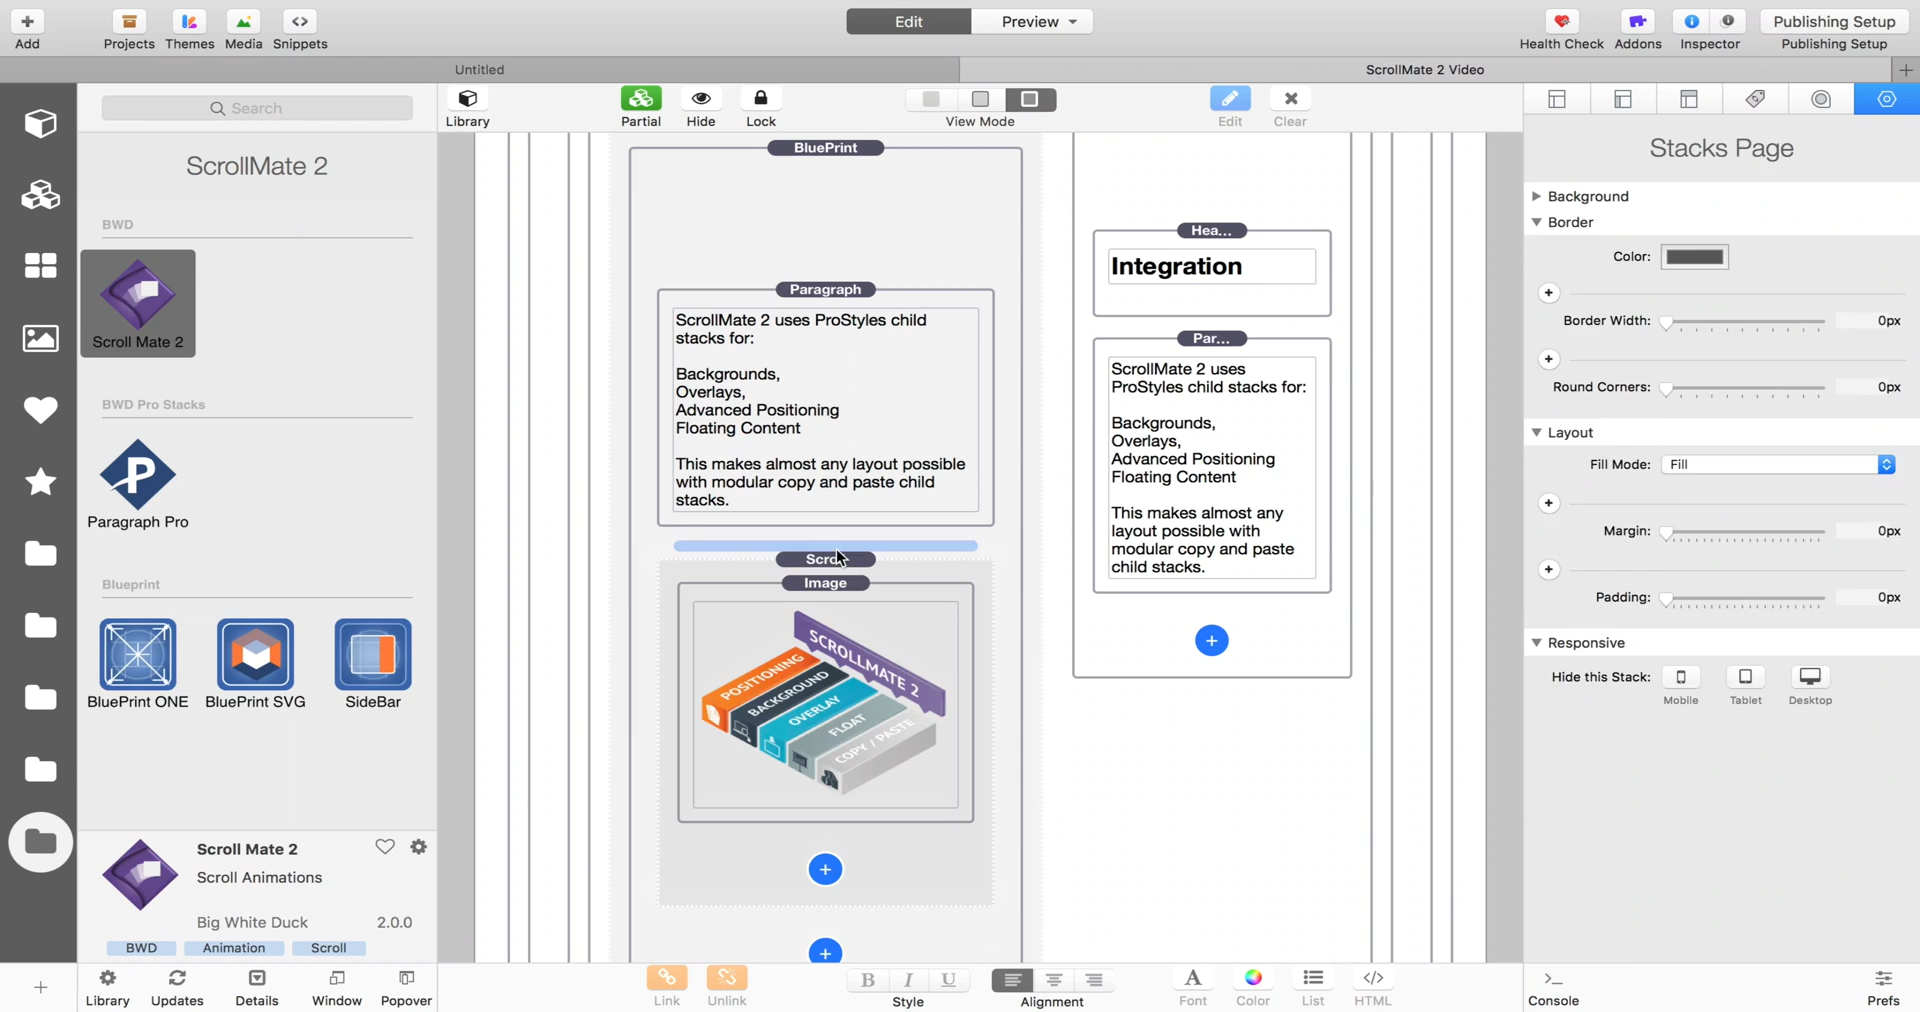 Add
Projects
Themes
Media
Snippets
Edit
Preview
Health Check
Addons
Inspector
Publishing Setup
Publishing Setup
Untitled
ScrollMate 2 Video
Search
Library
Partial
Hide
Lock
View Mode
Edit
Clear
ScrollMate 2
BWD
Scroll Mate 2
BWD Pro Stacks
Paragraph Pro
Blueprint
BluePrint ONE
BluePrint SVG
SideBar
Scroll Mate 2
Scroll Animations
Big White Duck
2.0.0
BWD
Animation
Scroll
Library
Updates
Details
Window
Popover
BluePrint
Paragraph
ScrollMate 2 uses ProStyles child
stacks for:
Backgrounds,
Overlays,
Advanced Positioning
Floating Content
This makes almost any layout possible
with modular copy and paste child
stacks.
Image
SCROLLMATE 2
POSITIONING
BACKGROUND
OVERLAY
FLOAT
COPY / PASTE
Hea...
Integration
Par...
ScrollMate 2 uses
ProStyles child stacks for:
Backgrounds,
Overlays,
Advanced Positioning
Floating Content
This makes almost any
layout possible with
modular copy and paste
child stacks.
Link
Unlink
B
I
U
Style
Alignment
A
Font
Color
List
HTML
Stacks Page
Background
Border
Color:
Border Width:
0px
Round Corners:
0px
Layout
Fill Mode:
Fill
Margin:
0px
Padding:
0px
Responsive
Hide this Stack:
Mobile
Tablet
Desktop
Console
Prefs